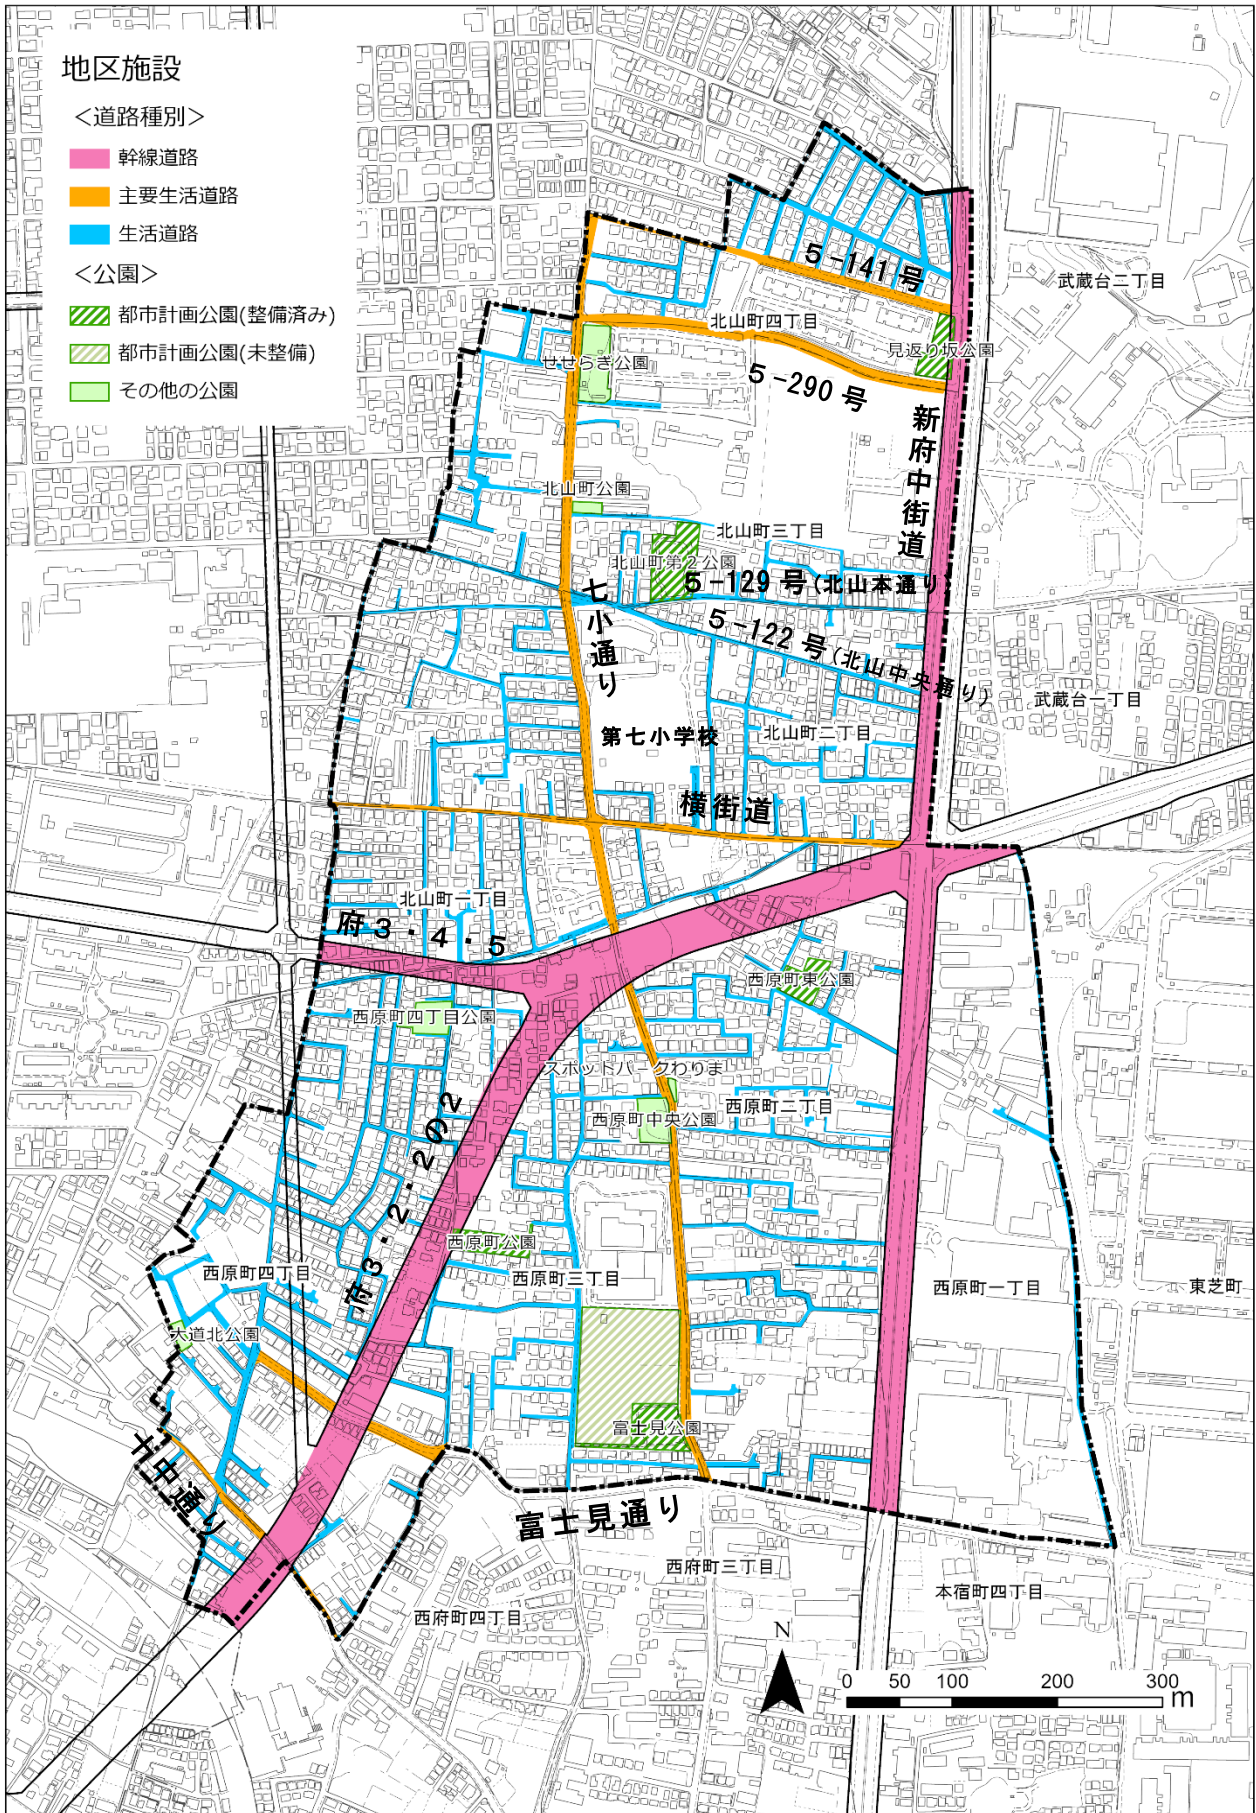 地区施設
＜道路種別＞
幹線道路
主要生活道路
生活道路
＜公園＞
都市計画公園(整備済み)
都市計画公園(未整備)
その他の公園
5-141号
武蔵台二丁目
北山町四丁目
見返り坂公園
せせらぎ公園
5-290号
新府中街道
北山町公園
北山町三丁目
北山町第2公園
5-129号(北山本通り)
七小通り
5-122号(北山中央通り)
武蔵台一丁目
第七小学校
北山町二丁目
横街道
北山町一丁目
府3・4・5
西原町東公園
西原町四丁目公園
スポットパークわりま
西原町中央公園
西原町二丁目
府3・2・2の2
西原町公園
西原町四丁目
西原町三丁目
西原町一丁目
東芝町
大道北公園
富士見公園
十中通り
富士見通り
西府町三丁目
本宿町四丁目
西府町四丁目
N
0 50 100 200 300
m